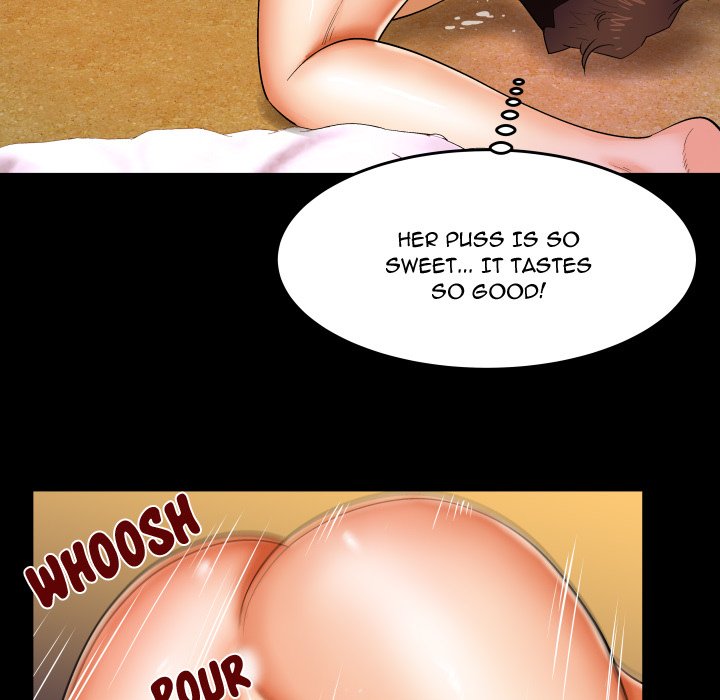 HER PUSS IS SO
SWEET... IT TASTES
SO GOOD!
WHOOSH
POUR